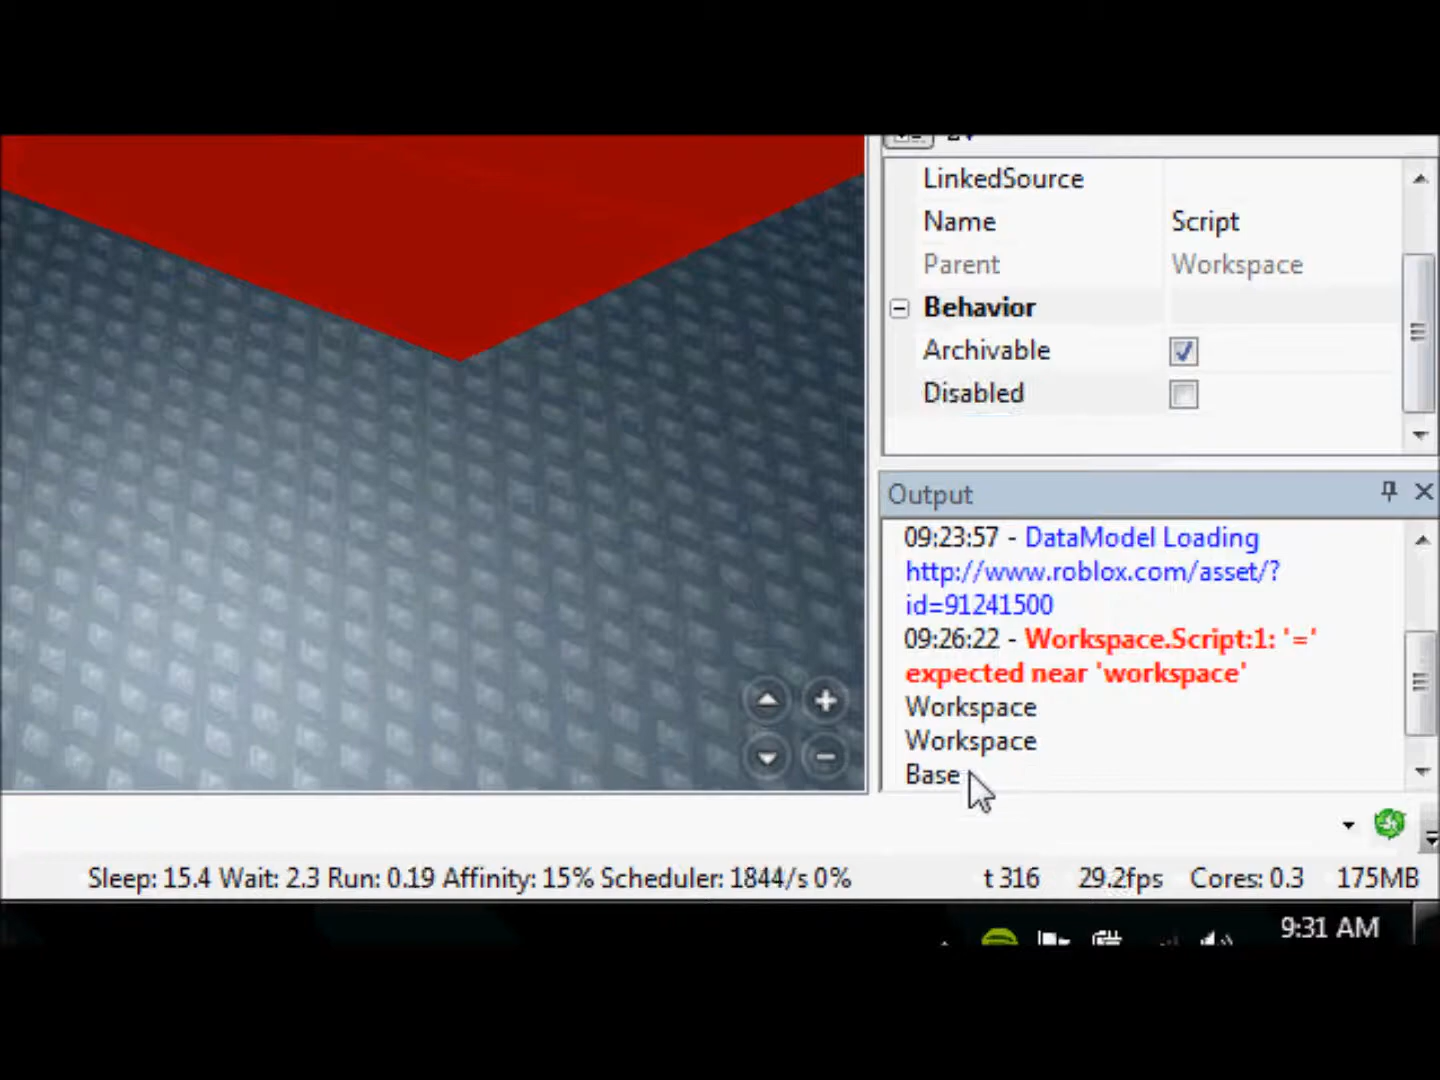 LinkedSource
Name Script
Parent Workspace
Behavior
Archivable
Disabled
Output
09:23:57 - DataModel Loading
http://www.roblox.com/asset/?
id=91241500
09:26:22 - Workspace.Script:1: '='
expected near 'workspace'
Workspace
Workspace
Base
Sleep: 15.4 Wait: 2.3 Run: 0.19 Affinity: 15% Scheduler: 1844/s 0% t 316 29.2fps Cores: 0.3 175MB
9:31 AM